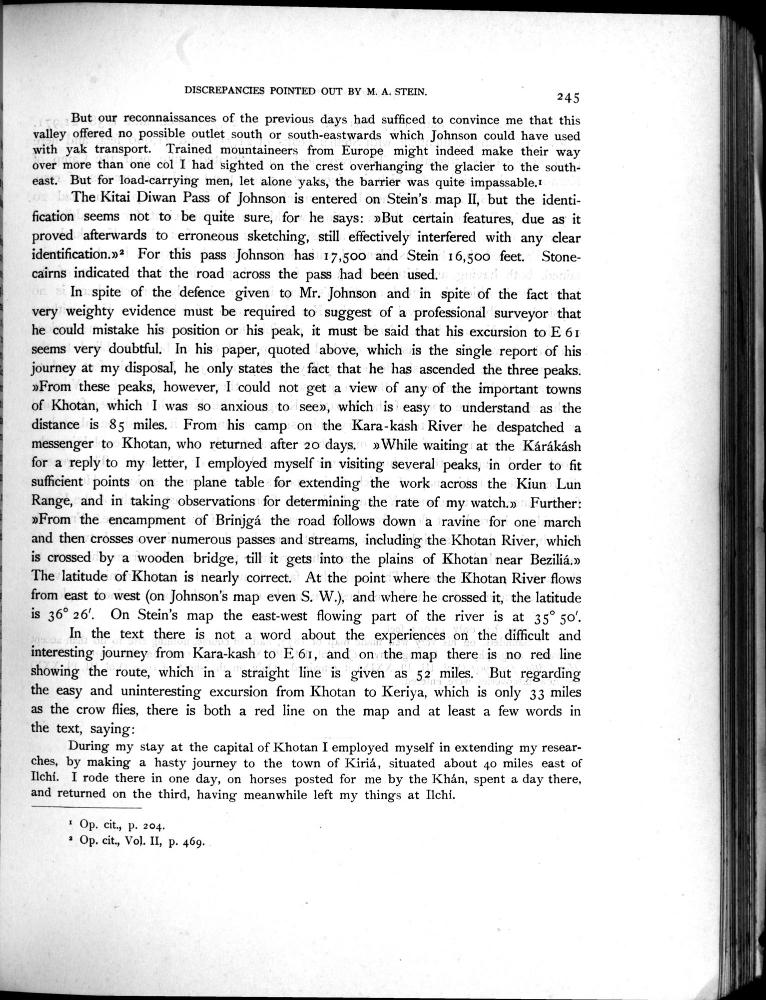 DISCREPANCIES POINTED OUT BY M. A. STEIN.
245
But our reconnaissances of the previous days had sufficed to convince me that this
valley offered no possible outlet south or south-eastwards which Johnson could have used
with yak transport. Trained mountaineers from Europe might indeed make their way
over more than one col I had sighted on the crest overhanging the glacier to the south-
east. But for load-carrying men, let alone yaks, the barrier was quite impassable.¹
The Kitai Diwan Pass of Johnson is entered on Stein's map II, but the identi-
fication seems not to be quite sure, for he says: »But certain features, due as it
proved afterwards to erroneous sketching, still effectively interfered with any clear
identification.»² For this pass Johnson has 17,500 and Stein 16,500 feet. Stone-
cairns indicated that the road across the pass had been used.
In spite of the defence given to Mr. Johnson and in spite of the fact that
very weighty evidence must be required to suggest of a professional surveyor that
he could mistake his position or his peak, it must be said that his excursion to E 61
seems very doubtful. In his paper, quoted above, which is the single report of his
journey at my disposal, he only states the fact that he has ascended the three peaks.
»From these peaks, however, I could not get a view of any of the important towns
of Khotan, which I was so anxious to see», which is easy to understand as the
distance is 85 miles. From his camp on the Kara-kash River he despatched a
messenger to Khotan, who returned after 20 days. »While waiting at the Kárákásh
for a reply to my letter, I employed myself in visiting several peaks, in order to fit
sufficient points on the plane table for extending the work across the Kiun Lun
Range, and in taking observations for determining the rate of my watch.» Further:
»From the encampment of Brinjgá the road follows down a ravine for one march
and then crosses over numerous passes and streams, including the Khotan River, which
is crossed by a wooden bridge, till it gets into the plains of Khotan near Beziliá.»
The latitude of Khotan is nearly correct. At the point where the Khotan River flows
from east to west (on Johnson's map even S. W.), and where he crossed it, the latitude
is 36° 26'. On Stein's map the east-west flowing part of the river is at 35° 50'.
In the text there is not a word about the experiences on the difficult and
interesting journey from Kara-kash to E 61, and on the map there is no red line
showing the route, which in a straight line is given as 52 miles. But regarding
the easy and uninteresting excursion from Khotan to Keriya, which is only 33 miles
as the crow flies, there is both a red line on the map and at least a few words in
the text, saying:
During my stay at the capital of Khotan I employed myself in extending my resear-
ches, by making a hasty journey to the town of Kiriá, situated about 40 miles east of
Ilchí. I rode there in one day, on horses posted for me by the Khán, spent a day there,
and returned on the third, having meanwhile left my things at Ilchí.
¹ Op. cit., p. 204.
² Op. cit., Vol. II, p. 469.